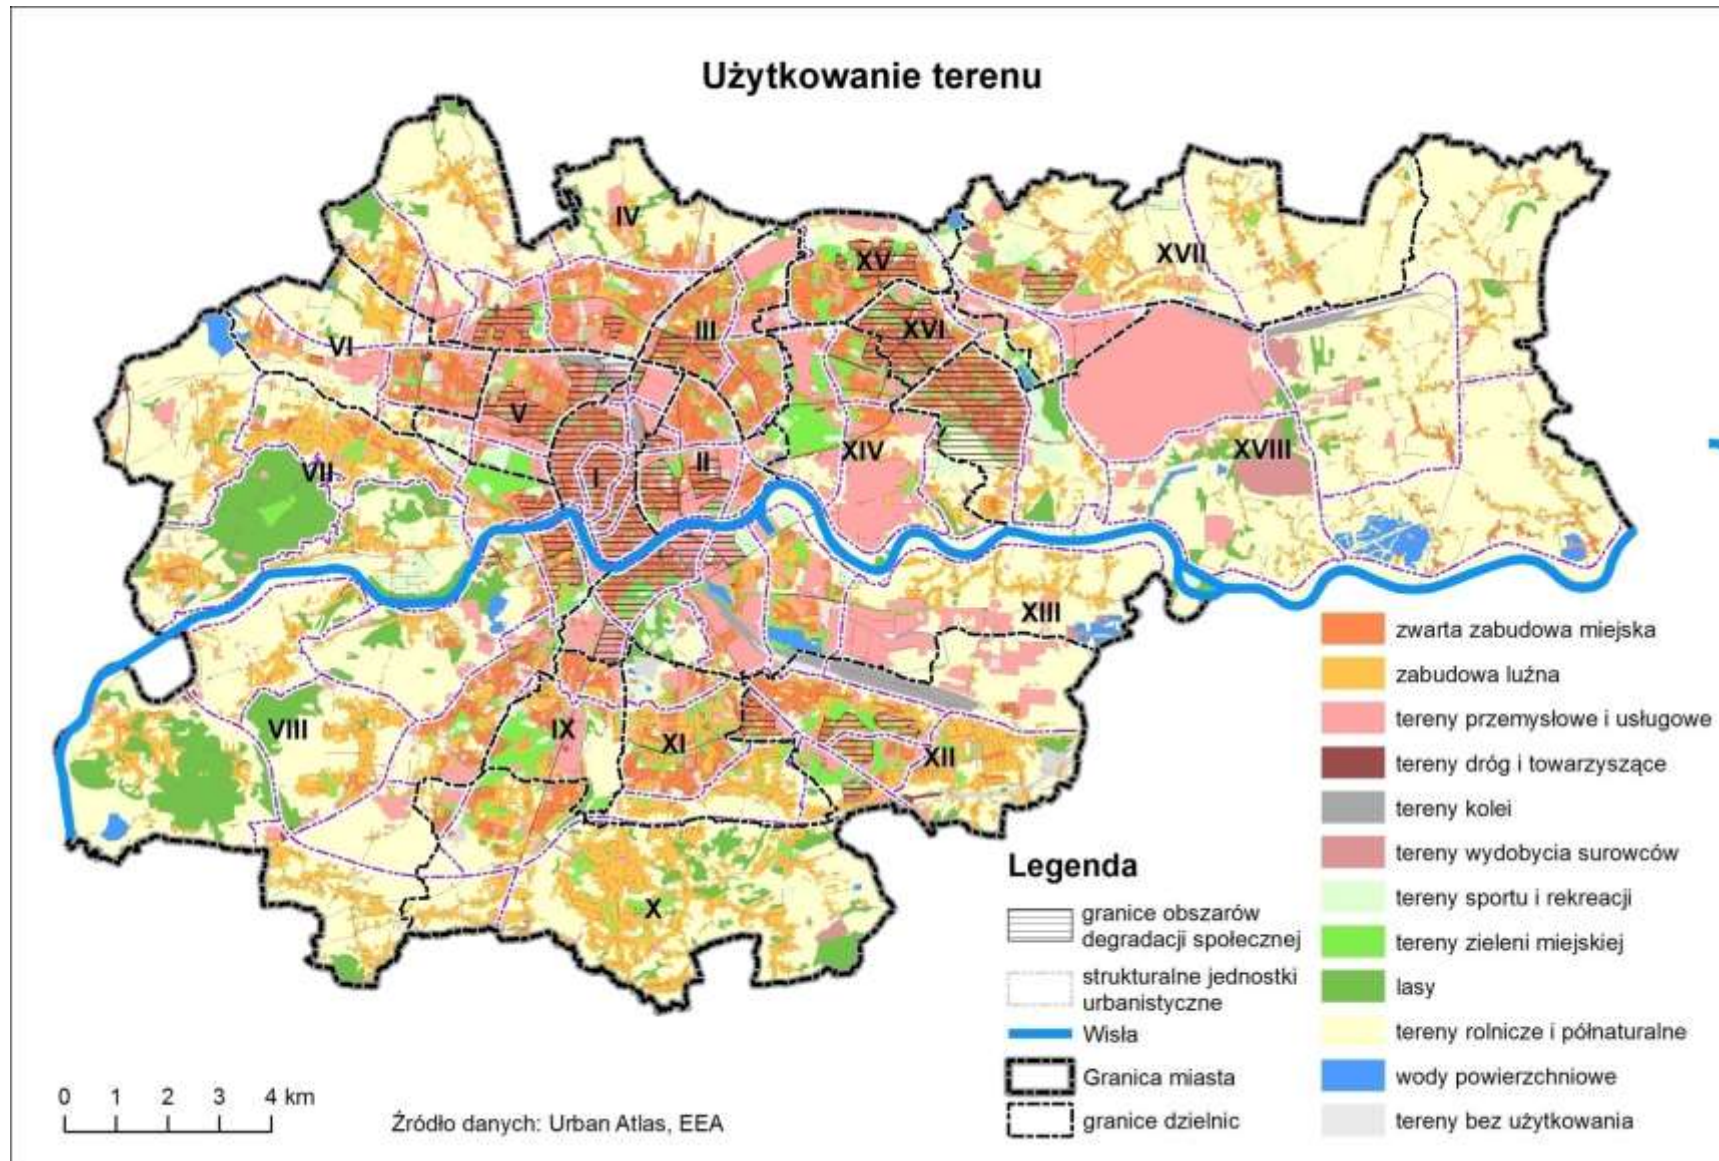 Użytkowanie terenu
IV
XV
XVII
III
XVI
VI
V
VII
II
XIV
XVIII
I
XIII
VIII
IX
XI
XII
X
Legenda
granice obszarów
degradacji społecznej
strukturalne jednostki
urbanistyczne
Wisła
Granica miasta
granice dzielnic
zwarta zabudowa miejska
zabudowa luźna
tereny przemysłowe i usługowe
tereny dróg i towarzyszące
tereny kolei
tereny wydobycia surowców
tereny sportu i rekreacji
tereny zieleni miejskiej
lasy
tereny rolnicze i półnaturalne
wody powierzchniowe
tereny bez użytkowania
0 1 2 3 4 km
Źródło danych: Urban Atlas, EEA